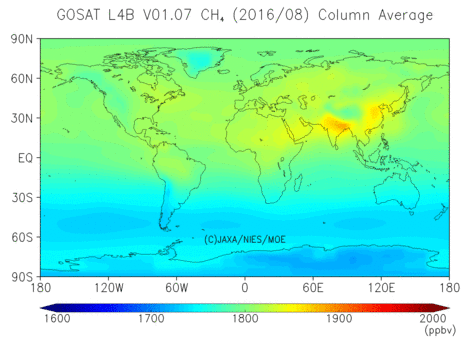 GOSAT L4B V01.07 CH₄ (2016/08) Column Average
90N
60N
30N
EQ
30S
60S
90S
(C)JAXA/NIES/MOE
180 120W 60W 0 60E 120E 180
1600 1700 1800 1900 2000
(ppbv)